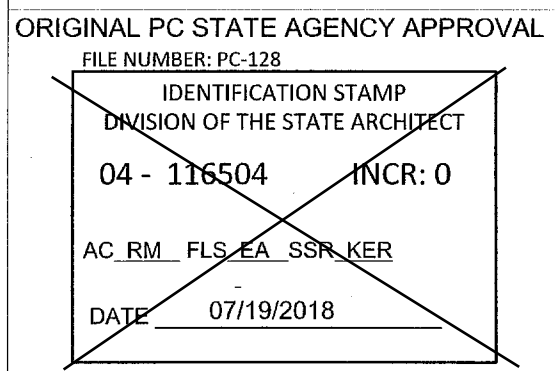 ORIGINAL PC STATE AGENCY APPROVAL
FILE NUMBER: PC-128
IDENTIFICATION STAMP
DIVISION OF THE STATE ARCHITECT
04 - 116504 INCR: 0
AC RM FLS EA SSR KER
DATE 07/19/2018